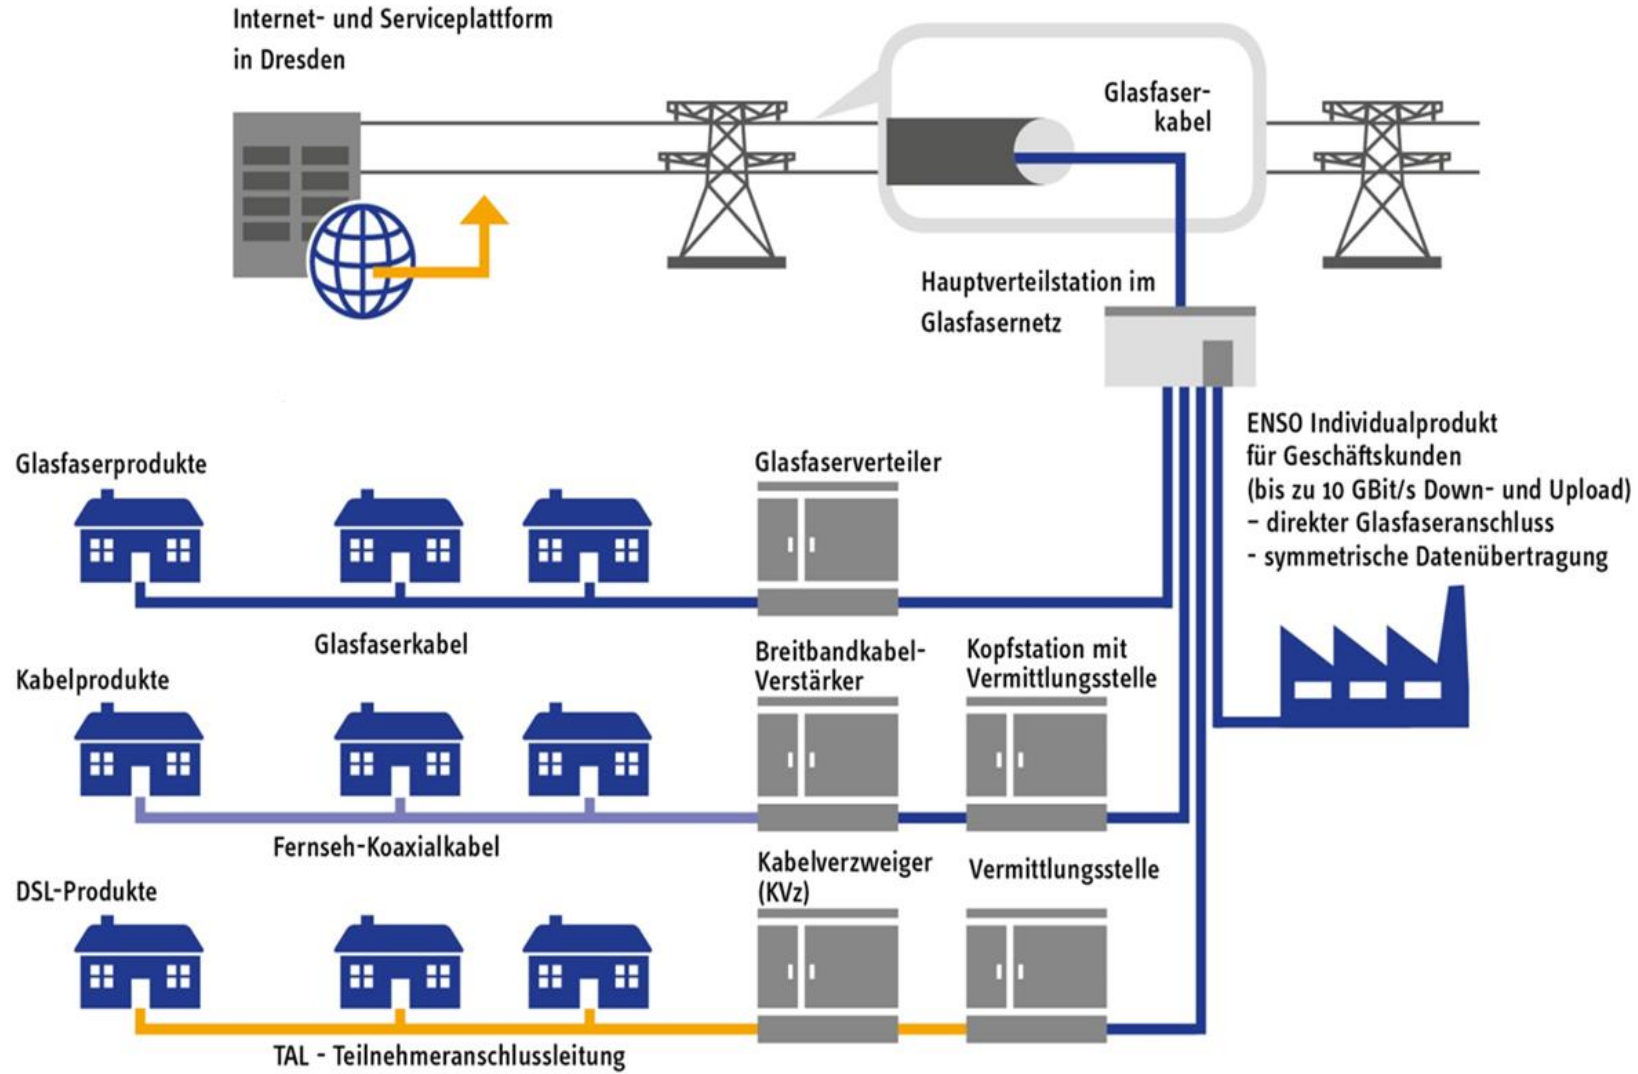 Internet- und Serviceplattform
in Dresden
Glasfaser-
kabel
Hauptverteilstation im
Glasfasernetz
ENSO Individualprodukt
für Geschäftskunden
(bis zu 10 GBit/s Down- und Upload)
– direkter Glasfaseranschluss
- symmetrische Datenübertragung
Glasfaserprodukte
Glasfaserverteiler
Glasfaserkabel
Kabelprodukte
Breitbandkabel-
Verstärker
Kopfstation mit
Vermittlungsstelle
Fernseh-Koaxialkabel
DSL-Produkte
Kabelverzweiger
(KVz)
Vermittlungsstelle
TAL - Teilnehmeranschlussleitung